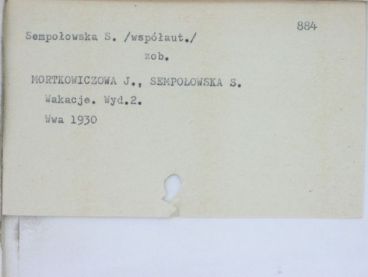 884
Sempołowska S. /współaut./
zob.
MORTKOWICZOWA J., SEMPOŁOWSKA S.
Wakacje. Wyd.2.
Wwa 1930